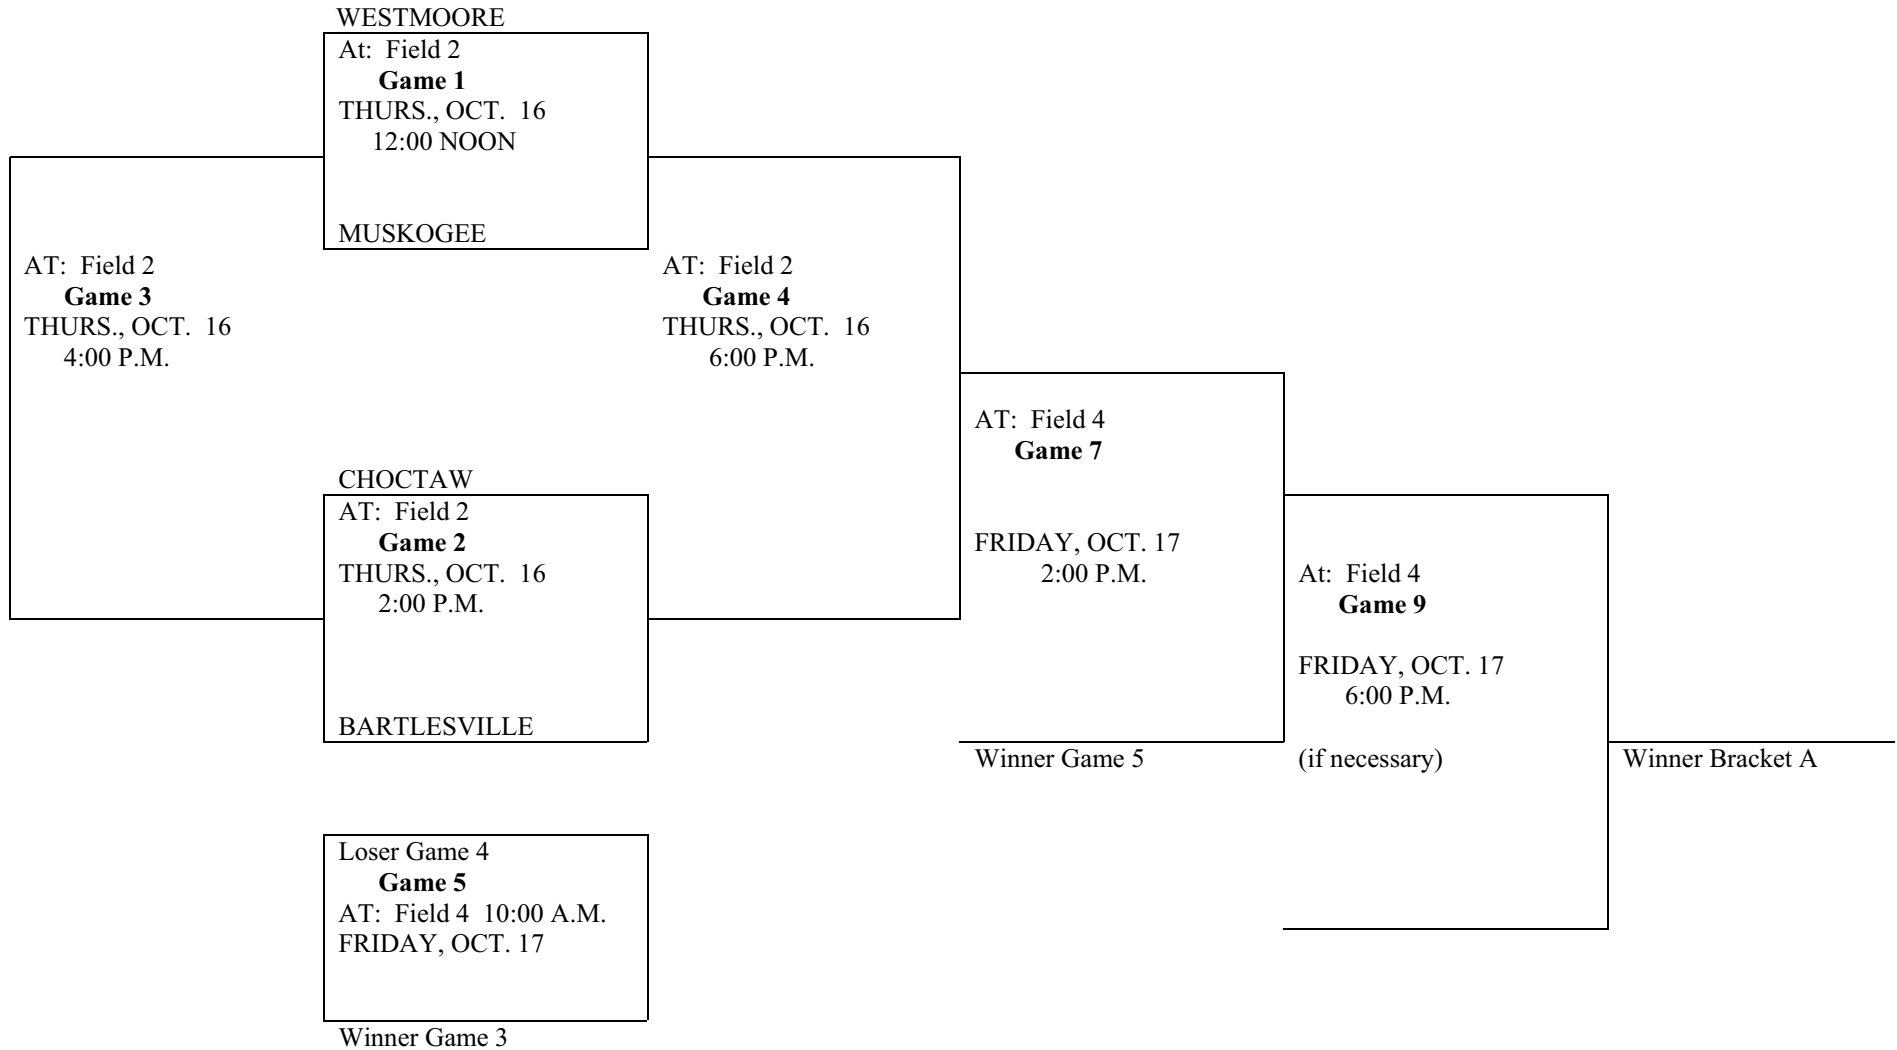 WESTMOORE
At: Field 2
Game 1
THURS., OCT. 16
12:00 NOON
MUSKOGEE
AT: Field 2
Game 3
THURS., OCT. 16
4:00 P.M.
AT: Field 2
Game 4
THURS., OCT. 16
6:00 P.M.
CHOCTAW
AT: Field 2
Game 2
THURS., OCT. 16
2:00 P.M.
BARTLESVILLE
AT: Field 4
Game 7
FRIDAY, OCT. 17
2:00 P.M.
Winner Game 5
At: Field 4
Game 9
FRIDAY, OCT. 17
6:00 P.M.
(if necessary)
Winner Bracket A
Loser Game 4
Game 5
AT: Field 4 10:00 A.M.
FRIDAY, OCT. 17
Winner Game 3